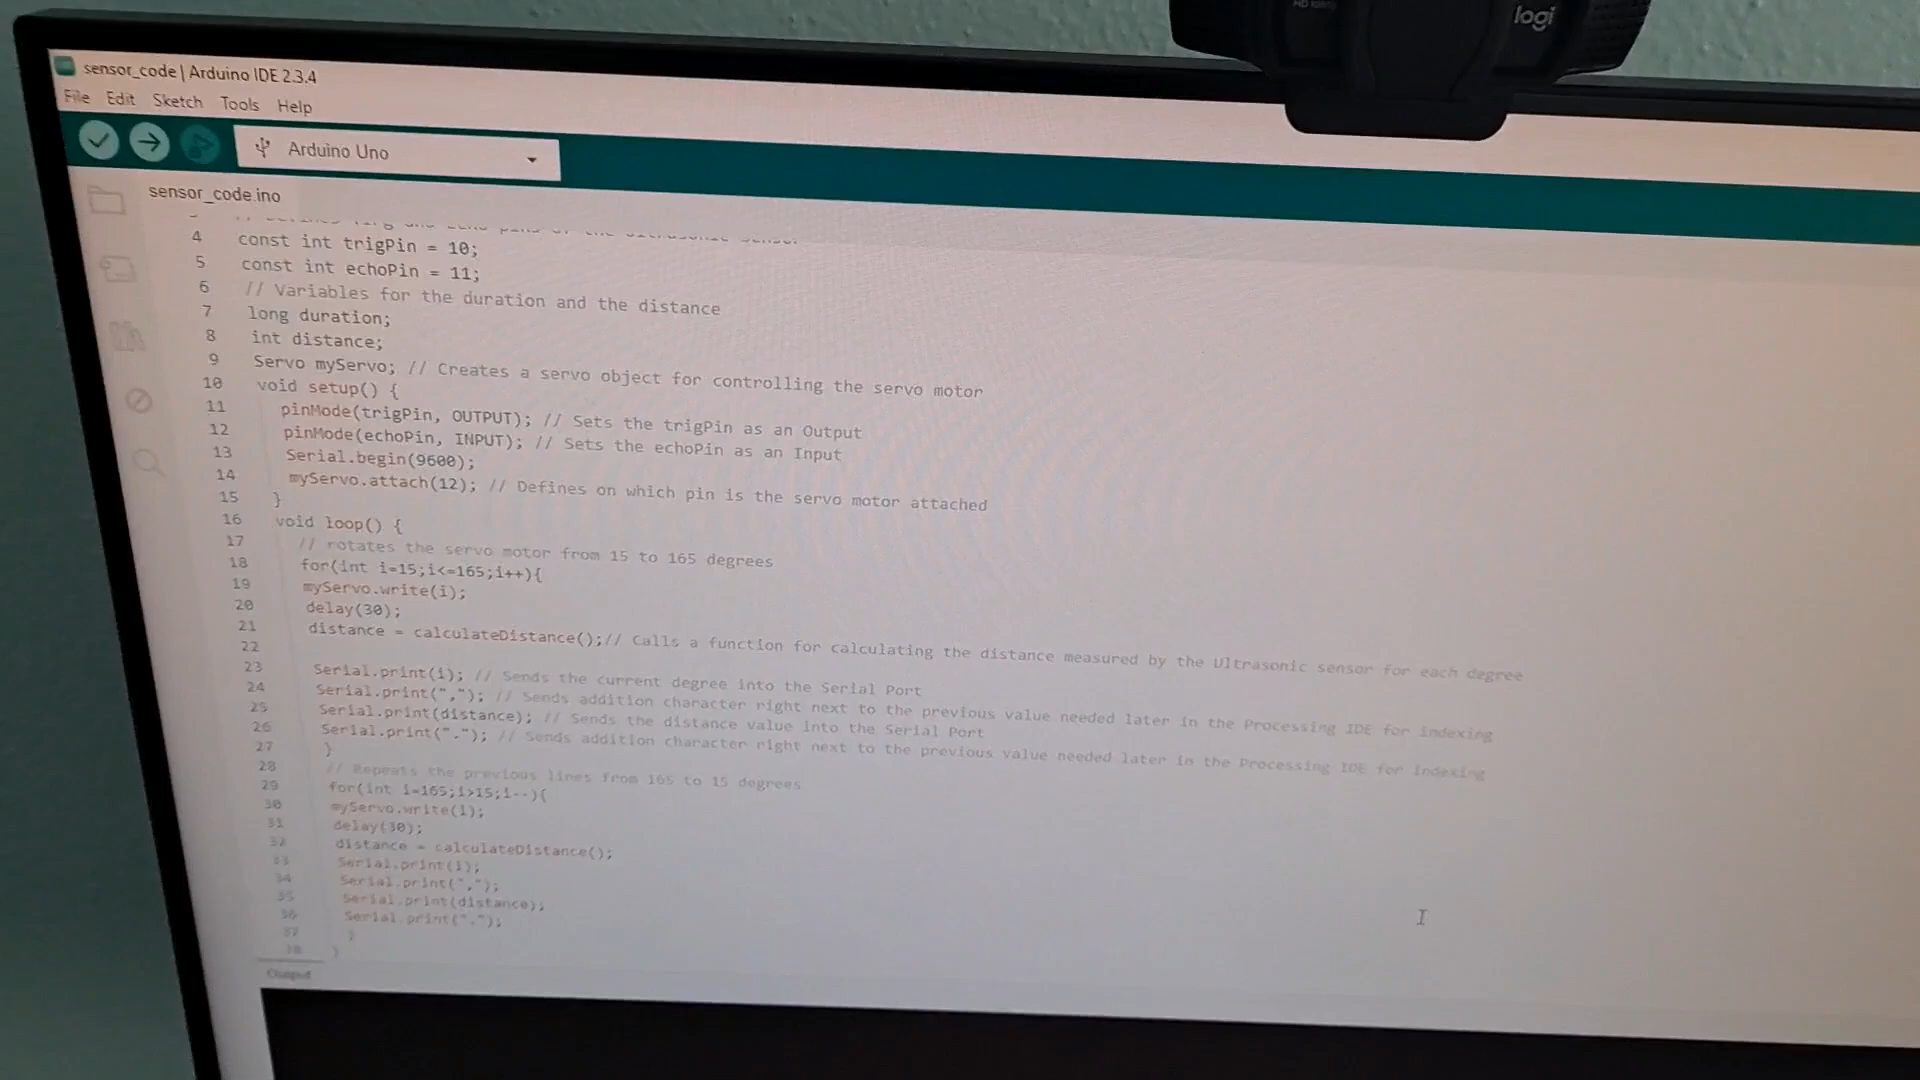 logi
sensor_code | Arduino IDE 2.3.4
File Edit Sketch Tools Help
Arduino Uno
sensor_code.ino
4 const int trigPin = 10;
5 const int echoPin = 11;
6 // Variables for the duration and the distance
7 long duration;
8 int distance;
9 Servo myServo; // Creates a servo object for controlling the servo motor
10 void setup() {
11 pinMode(trigPin, OUTPUT); // Sets the trigPin as an Output
12 pinMode(echoPin, INPUT); // Sets the echoPin as an Input
13 Serial.begin(9600);
14 myServo.attach(12); // Defines on which pin is the servo motor attached
15 }
16 void loop() {
17 // rotates the servo motor from 15 to 165 degrees
18 for(int i=15;i<=165;i++){
19 myServo.write(i);
20 delay(30);
21 distance = calculateDistance();// Calls a function for calculating the distance measured by the Ultrasonic sensor for each degree
22
23 Serial.print(i); // Sends the current degree into the Serial Port
24 Serial.print(","); // Sends addition character right next to the previous value needed later in the Processing IDE for indexing
25 Serial.print(distance); // Sends the distance value into the Serial Port
26 Serial.print("."); // Sends addition character right next to the previous value needed later in the Processing IDE for indexing
27 }
28 // Repeats the previous lines from 165 to 15 degrees
29 for(int i=165;i>15;i--){
30 myServo.write(i);
31 delay(30);
32 distance = calculateDistance();
33 Serial.print(i);
34 Serial.print(",");
35 Serial.print(distance);
36 Serial.print(".");
37 }
38 }
Output